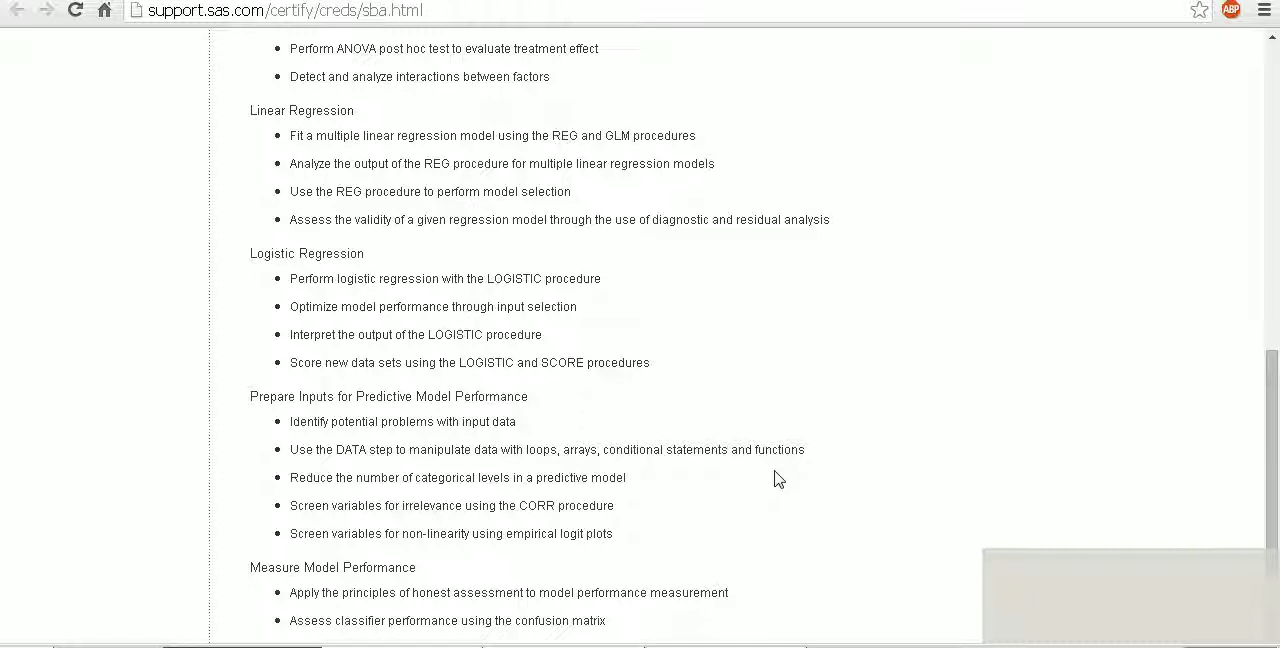 support.sas.com/certify/creds/sba.html
ABP
Perform ANOVA post hoc test to evaluate treatment effect
Detect and analyze interactions between factors
Linear Regression
Fit a multiple linear regression model using the REG and GLM procedures
Analyze the output of the REG procedure for multiple linear regression models
Use the REG procedure to perform model selection
Assess the validity of a given regression model through the use of diagnostic and residual analysis
Logistic Regression
Perform logistic regression with the LOGISTIC procedure
Optimize model performance through input selection
Interpret the output of the LOGISTIC procedure
Score new data sets using the LOGISTIC and SCORE procedures
Prepare Inputs for Predictive Model Performance
Identify potential problems with input data
Use the DATA step to manipulate data with loops, arrays, conditional statements and functions
Reduce the number of categorical levels in a predictive model
Screen variables for irrelevance using the CORR procedure
Screen variables for non-linearity using empirical logit plots
Measure Model Performance
Apply the principles of honest assessment to model performance measurement
Assess classifier performance using the confusion matrix